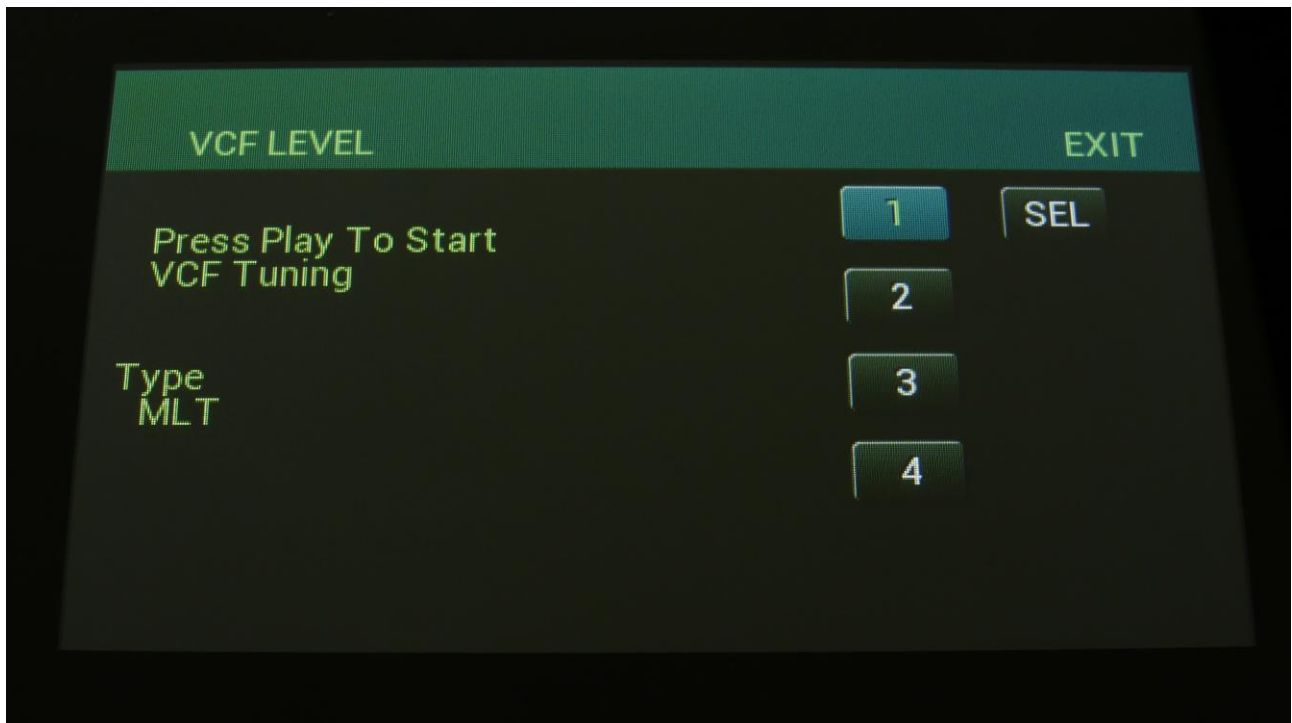 VCF LEVEL
EXIT
1
SEL
Press Play To Start
VCF Tuning
2
Type
MLT
3
4